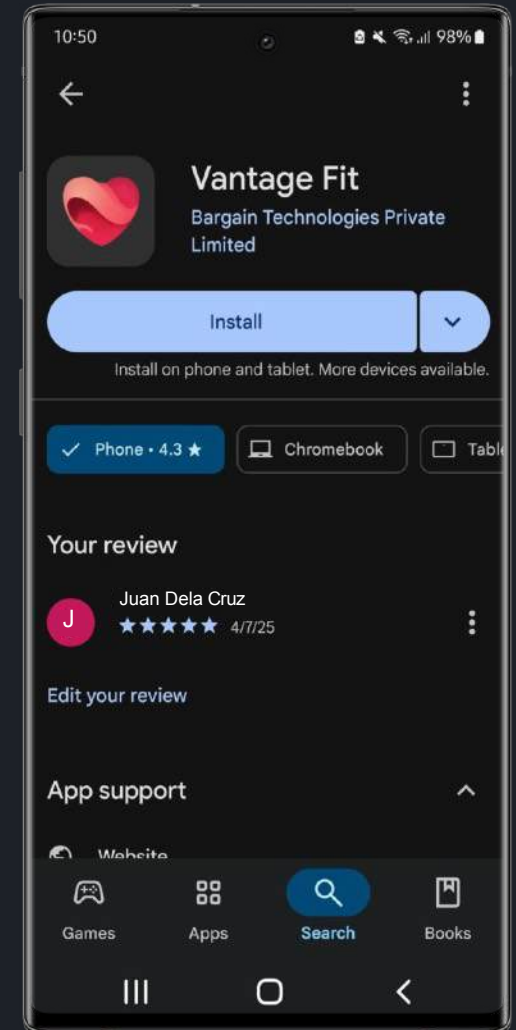 10:50 98%
Vantage Fit
Bargain Technologies Private
Limited
Install
Install on phone and tablet. More devices available.
Phone • 4.3 ★ Chromebook Table
Your review
J Juan Dela Cruz
★★★★★ 4/7/25
Edit your review
App support
Website
Games Apps Search Books